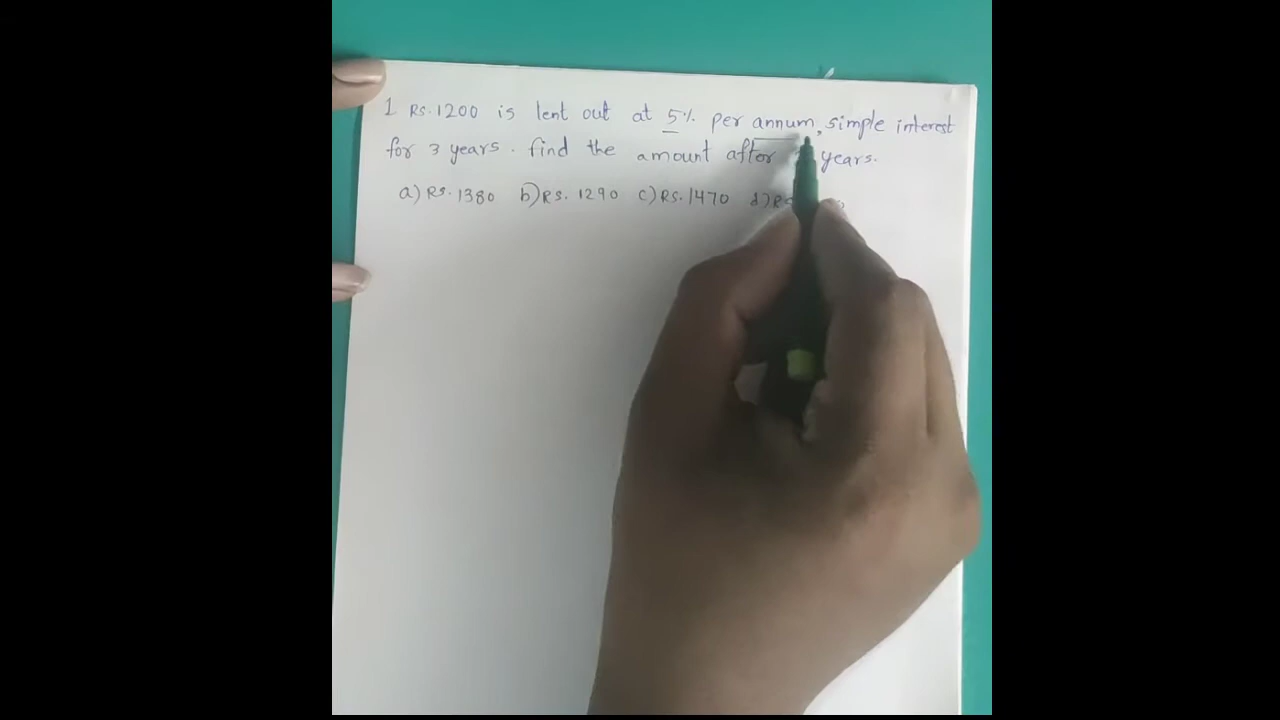 1 Rs.1200 is lent out at 5% per annum, simple interest
for 3 years. find the amount after years.
a) Rs. 1380 b) Rs. 1290 c) Rs. 1470 d)